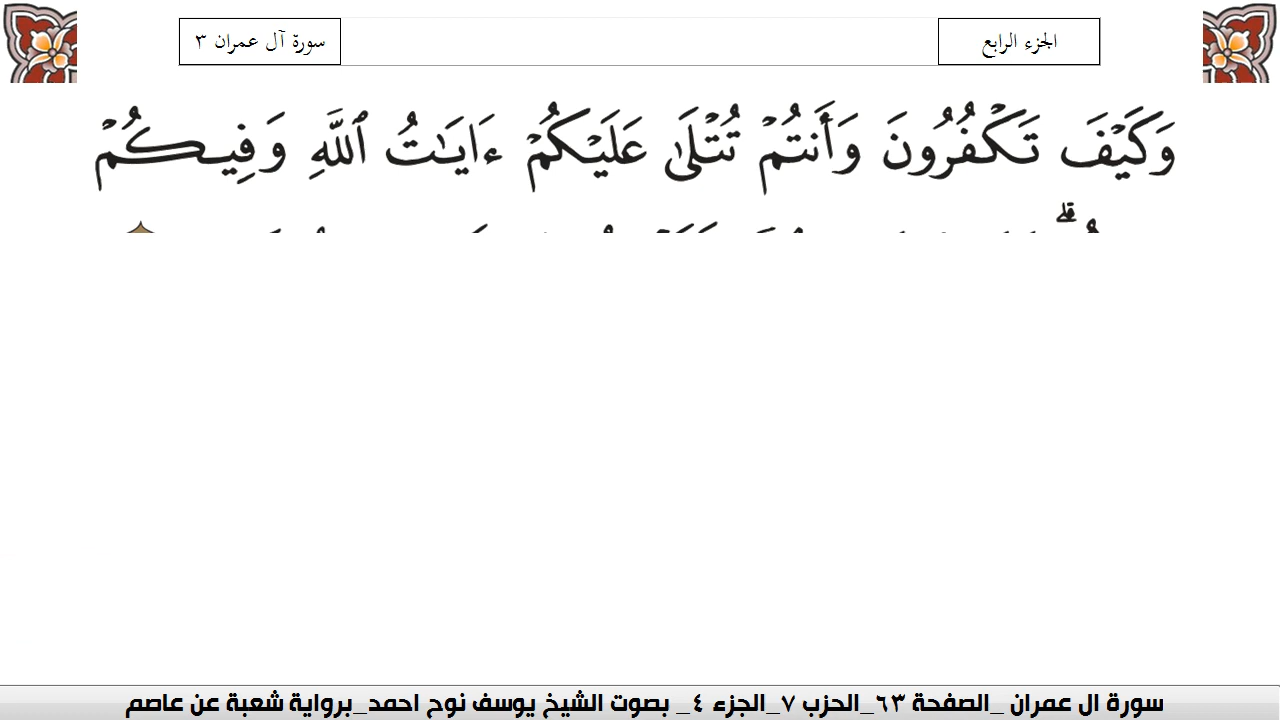 الجزء الرابع
سورة آل عمران ٣
وَكَيْفَ تَكْفُرُونَ وَأَنتُمْ تُتْلَىٰ عَلَيْكُمْ ءَايَـٰتُ ٱللَّهِ وَفِيكُمْ
سورة ال عمران _الصفحة ٦٣_الحزب ٧_الجزء ٤_ بصوت الشيخ يوسف نوح احمد_برواية شعبة عن عاصم